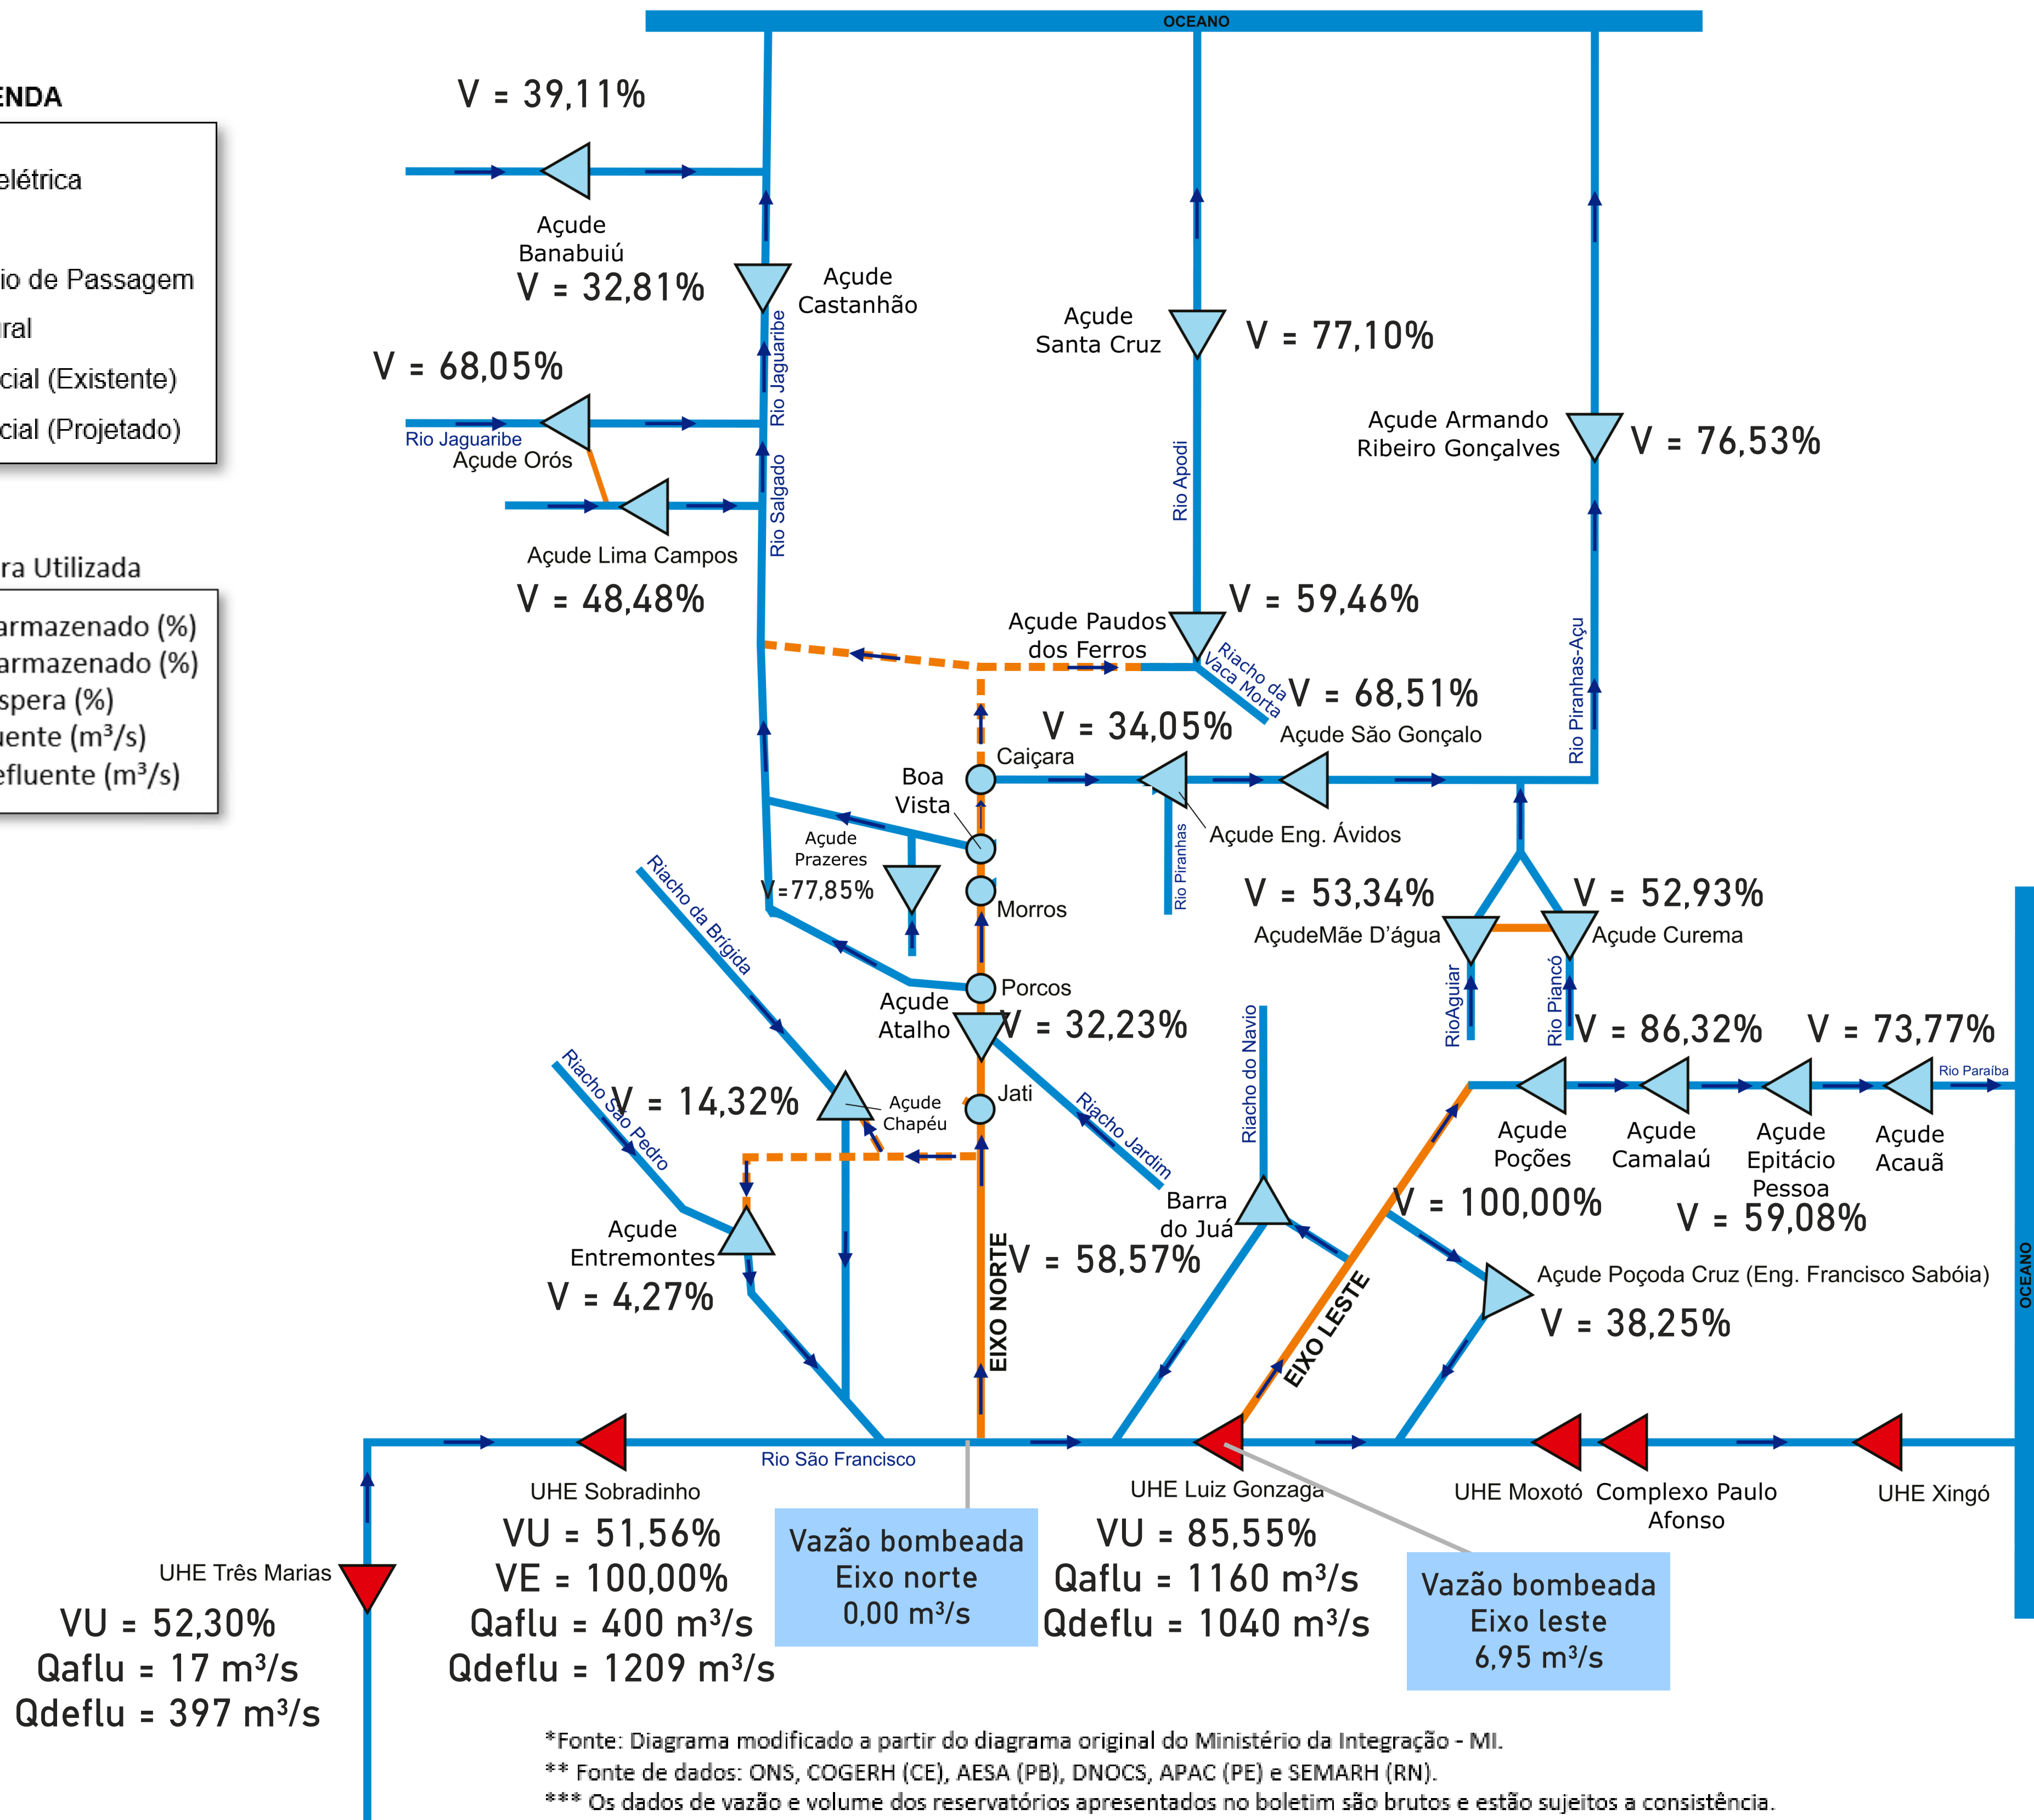 OCEANO
V = 39,11%
ENDA
elétrica
io de Passagem
ural
cial (Existente)
cial (Projetado)
Açude
Banabuiú
V = 32,81%
Açude
Castanhão
Rio Jaguaribe
V = 68,05%
Rio Jaguaribe
Açude Orós
Rio Salgado
Açude Lima Campos
V = 48,48%
Açude
Santa Cruz
V = 77,10%
Rio Apodi
Açude Armando
Ribeiro Gonçalves
V = 76,53%
Rio Piranhas-Açu
ra Utilizada
armazenado (%)
armazenado (%)
spera (%)
uente (m³/s)
efluente (m³/s)
Açude Paudos
dos Ferros
V = 59,46%
Riacho da
Vaca Morta
V = 68,51%
Açude São Gonçalo
V = 34,05%
Caiçara
Boa
Vista
Açude Eng. Ávidos
Rio Piranhas
Açude
Prazeres
V =77,85%
Morros
Riacho da Brígida
V = 53,34%
V = 52,93%
AçudeMãe D'água
Açude Curema
RioAguiar
Rio Piancó
Porcos
Açude
Atalho
V = 32,23%
Jati
Riacho Jardim
Riacho São Pedro
V = 14,32%
Açude
Chapéu
Riacho do Navio
V = 86,32%
V = 73,77%
Rio Paraíba
Açude
Poções
Açude
Camalaú
Açude
Epitácio
Pessoa
Açude
Acauã
V = 100,00%
V = 59,08%
Barra
do Juá
V = 58,57%
Açude
Entremontes
V = 4,27%
EIXO NORTE
EIXO LESTE
Açude Poçoda Cruz (Eng. Francisco Sabóia)
V = 38,25%
OCEANO
Rio São Francisco
UHE Sobradinho
VU = 51,56%
VE = 100,00%
Qaflu = 400 m³/s
Qdeflu = 1209 m³/s
Vazão bombeada
Eixo norte
0,00 m³/s
UHE Luiz Gonzaga
VU = 85,55%
Qaflu = 1160 m³/s
Qdeflu = 1040 m³/s
Vazão bombeada
Eixo leste
6,95 m³/s
UHE Moxotó
Complexo Paulo
Afonso
UHE Xingó
UHE Três Marias
VU = 52,30%
Qaflu = 17 m³/s
Qdeflu = 397 m³/s
*Fonte: Diagrama modificado a partir do diagrama original do Ministério da Integração - MI.
** Fonte de dados: ONS, COGERH (CE), AESA (PB), DNOCS, APAC (PE) e SEMARH (RN).
*** Os dados de vazão e volume dos reservatórios apresentados no boletim são brutos e estão sujeitos a consistência.